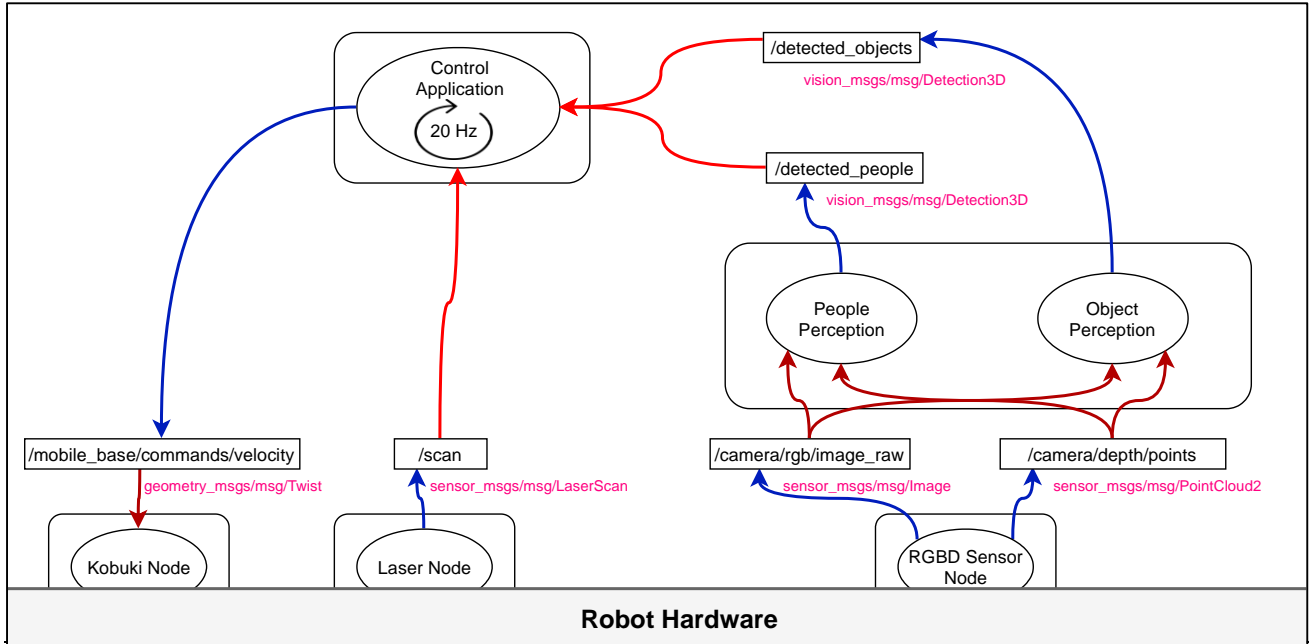 Control
Application
20 Hz
/detected_objects
vision_msgs/msg/Detection3D
/detected_people
vision_msgs/msg/Detection3D
People
Perception
Object
Perception
/mobile_base/commands/velocity
geometry_msgs/msg/Twist
/scan
sensor_msgs/msg/LaserScan
/camera/rgb/image_raw
sensor_msgs/msg/Image
/camera/depth/points
sensor_msgs/msg/PointCloud2
Kobuki Node
Laser Node
RGBD Sensor
Node
Robot Hardware